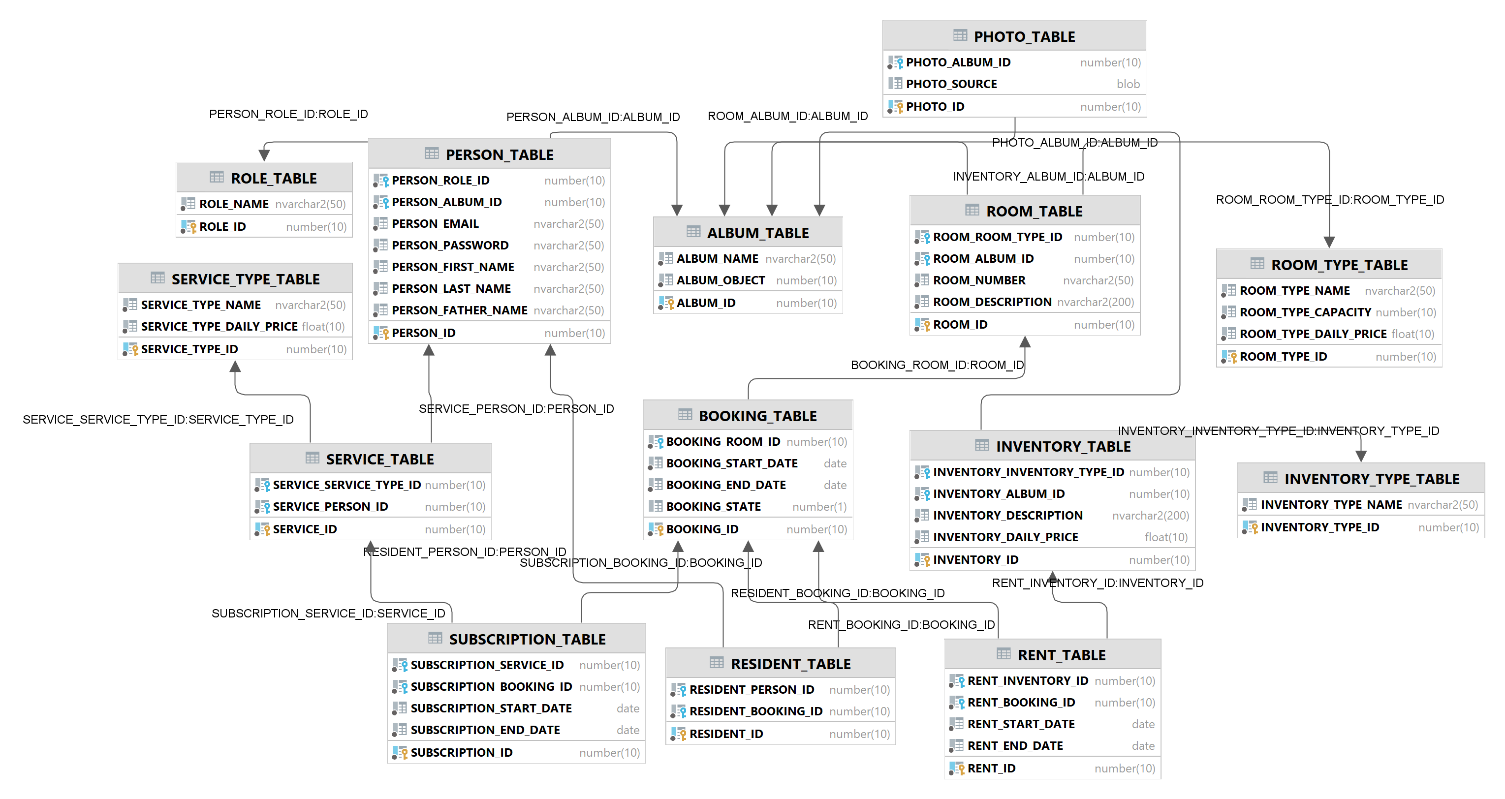 PHOTO_TABLE
PHOTO_ALBUM_ID number(10)
PHOTO_SOURCE blob
PHOTO_ID number(10)
PERSON_ROLE_ID:ROLE_ID
PERSON_ALBUM_ID:ALBUM_ID
ROOM_ALBUM_ID:ALBUM_ID
PHOTO_ALBUM_ID:ALBUM_ID
INVENTORY_ALBUM_ID:ALBUM_ID
ROOM_ROOM_TYPE_ID:ROOM_TYPE_ID
ROLE_TABLE
ROLE_NAME nvarchar2(50)
ROLE_ID number(10)
PERSON_TABLE
PERSON_ROLE_ID number(10)
PERSON_ALBUM_ID number(10)
PERSON_EMAIL nvarchar2(50)
PERSON_PASSWORD nvarchar2(50)
PERSON_FIRST_NAME nvarchar2(50)
PERSON_LAST_NAME nvarchar2(50)
PERSON_FATHER_NAME nvarchar2(50)
PERSON_ID number(10)
ALBUM_TABLE
ALBUM_NAME nvarchar2(50)
ALBUM_OBJECT number(10)
ALBUM_ID number(10)
ROOM_TABLE
ROOM_ROOM_TYPE_ID number(10)
ROOM_ALBUM_ID number(10)
ROOM_NUMBER nvarchar2(50)
ROOM_DESCRIPTION nvarchar2(200)
ROOM_ID number(10)
ROOM_TYPE_TABLE
ROOM_TYPE_NAME nvarchar2(50)
ROOM_TYPE_CAPACITY number(10)
ROOM_TYPE_DAILY_PRICE float(10)
ROOM_TYPE_ID number(10)
SERVICE_TYPE_TABLE
SERVICE_TYPE_NAME nvarchar2(50)
SERVICE_TYPE_DAILY_PRICE float(10)
SERVICE_TYPE_ID number(10)
BOOKING_ROOM_ID:ROOM_ID
SERVICE_PERSON_ID:PERSON_ID
SERVICE_SERVICE_TYPE_ID:SERVICE_TYPE_ID
INVENTORY_INVENTORY_TYPE_ID:INVENTORY_TYPE_ID
SERVICE_TABLE
SERVICE_SERVICE_TYPE_ID number(10)
SERVICE_PERSON_ID number(10)
SERVICE_ID number(10)
BOOKING_TABLE
BOOKING_ROOM_ID number(10)
BOOKING_START_DATE date
BOOKING_END_DATE date
BOOKING_STATE number(1)
BOOKING_ID number(10)
INVENTORY_TABLE
INVENTORY_INVENTORY_TYPE_ID number(10)
INVENTORY_ALBUM_ID number(10)
INVENTORY_DESCRIPTION nvarchar2(200)
INVENTORY_DAILY_PRICE float(10)
INVENTORY_ID number(10)
INVENTORY_TYPE_TABLE
INVENTORY_TYPE_NAME nvarchar2(50)
INVENTORY_TYPE_ID number(10)
RESIDENT_PERSON_ID:PERSON_ID
SUBSCRIPTION_BOOKING_ID:BOOKING_ID
RENT_INVENTORY_ID:INVENTORY_ID
RESIDENT_BOOKING_ID:BOOKING_ID
SUBSCRIPTION_SERVICE_ID:SERVICE_ID
RENT_BOOKING_ID:BOOKING_ID
SUBSCRIPTION_TABLE
SUBSCRIPTION_SERVICE_ID number(10)
SUBSCRIPTION_BOOKING_ID number(10)
SUBSCRIPTION_START_DATE date
SUBSCRIPTION_END_DATE date
SUBSCRIPTION_ID number(10)
RESIDENT_TABLE
RESIDENT_PERSON_ID number(10)
RESIDENT_BOOKING_ID number(10)
RESIDENT_ID number(10)
RENT_TABLE
RENT_INVENTORY_ID number(10)
RENT_BOOKING_ID number(10)
RENT_START_DATE date
RENT_END_DATE date
RENT_ID number(10)